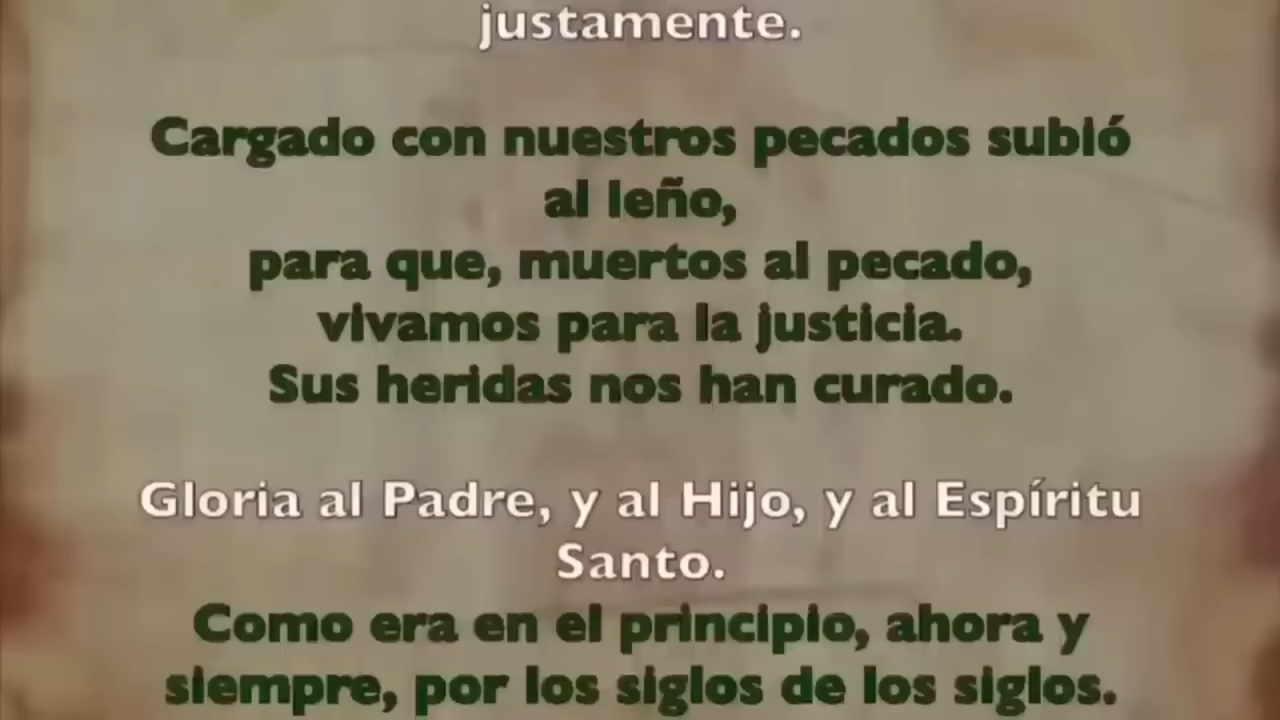 justamente.
Cargado con nuestros pecados subió
al leño,
para que, muertos al pecado,
vivamos para la justicia.
Sus heridas nos han curado.
Gloria al Padre, y al Hijo, y al Espíritu
Santo.
Como era en el principio, ahora y
siempre, por los siglos de los siglos.